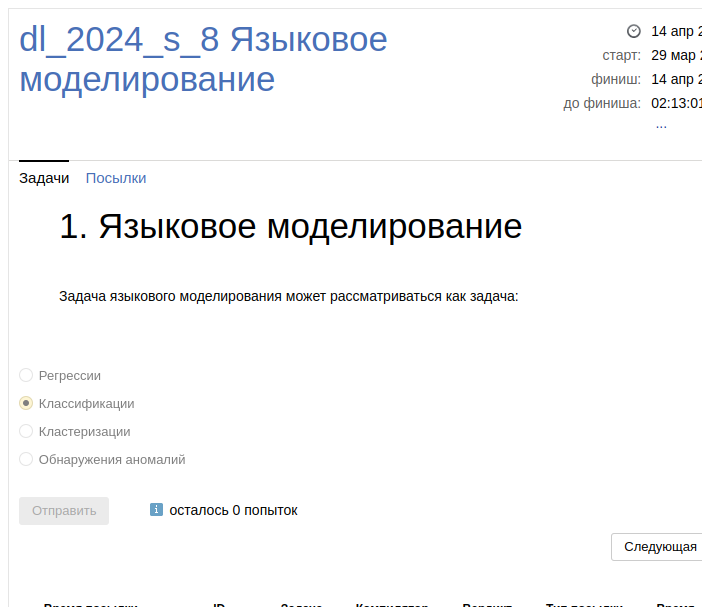 dl_2024_s_8 Языковое
моделирование
14 апр 2
старт: 29 мар
финиш: 14 апр 2
до финиша: 02:13:01
...
Задачи Посылки
1. Языковое моделирование
Задача языкового моделирования может рассматриваться как задача:
Регрессии
Классификации
Кластеризации
Обнаружения аномалий
Отправить
осталось 0 попыток
Следующая